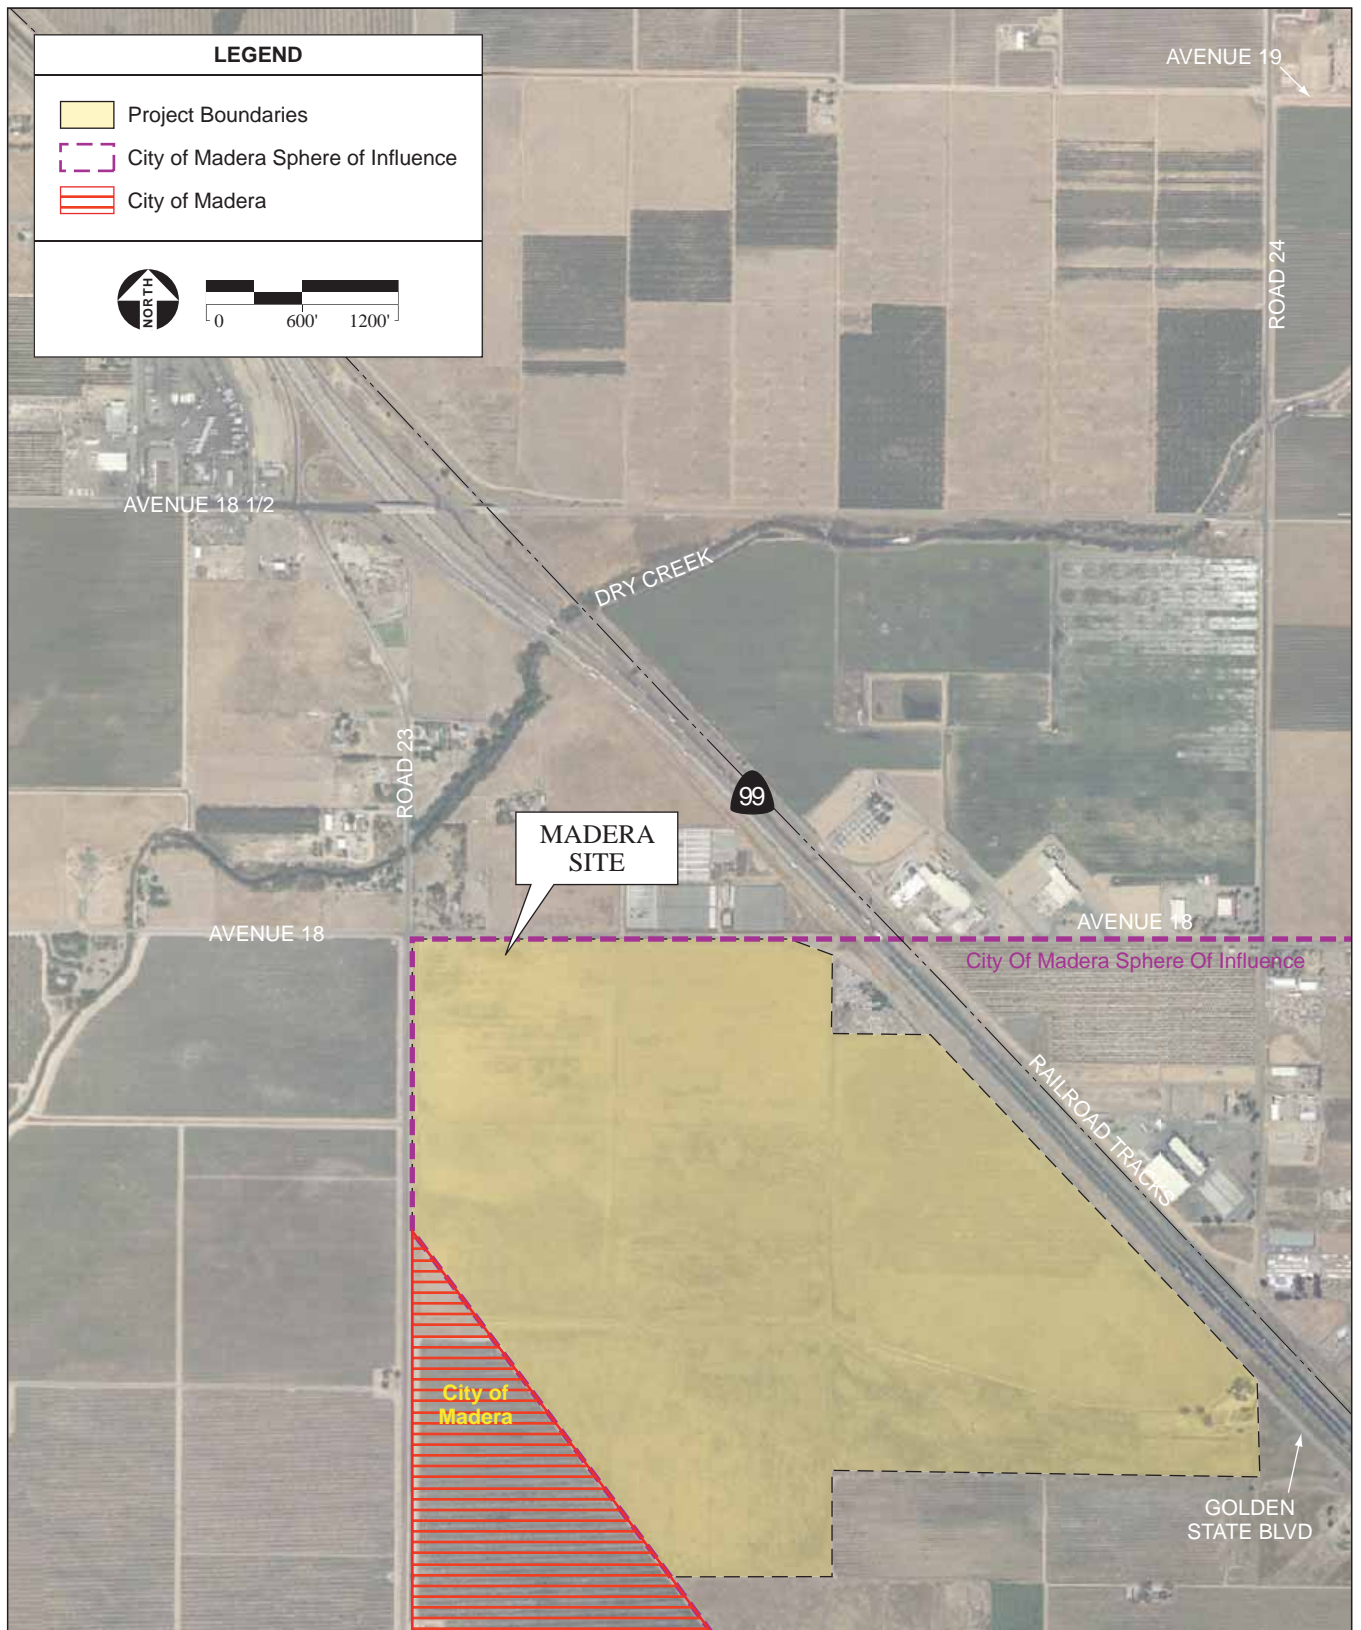 LEGEND
Project Boundaries
City of Madera Sphere of Influence
City of Madera
NORTH
0 600' 1200'
AVENUE 19
ROAD 24
AVENUE 18 1/2
DRY CREEK
ROAD 23
99
MADERA
SITE
AVENUE 18
AVENUE 18
City Of Madera Sphere Of Influence
RAILROAD TRACKS
City of
Madera
GOLDEN
STATE BLVD